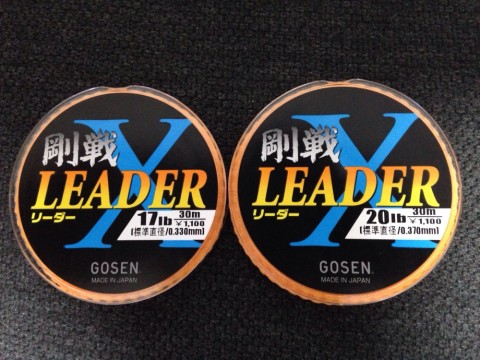 剛戦
X
LEADER
リーダー
17lb 30m ¥1,100
(標準直径/0.330mm)
GOSEN
MADE IN JAPAN
剛戦
X
LEADER
リーダー
20lb 30m ¥1,100
(標準直径/0.370mm)
GOSEN
MADE IN JAPAN